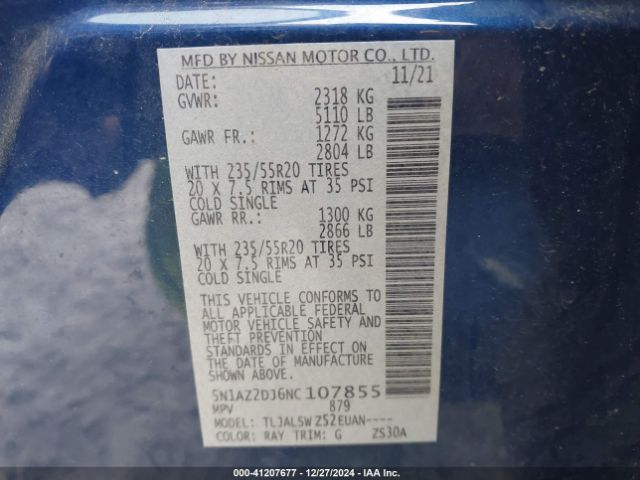 MFD BY NISSAN MOTOR CO., LTD.
DATE: 11/21
GVWR: 2318 KG
5110 LB
GAWR FR.: 1272 KG
2804 LB
WITH 235/55R20 TIRES
20 X 7.5 RIMS AT 35 PSI
COLD SINGLE
GAWR RR.: 1300 KG
2866 LB
WITH 235/55R20 TIRES
20 X 7.5 RIMS AT 35 PSI
COLD SINGLE
THIS VEHICLE CONFORMS TO
ALL APPLICABLE FEDERAL
MOTOR VEHICLE SAFETY AND
THEFT PREVENTION
STANDARDS IN EFFECT ON
THE DATE OF MANUFACTURE
SHOWN ABOVE.
5N1AZ2DJ6NC107855
MPV 879
MODEL: TLJALSWZ52EUAN----
COLOR: RAY TRIM: G ZS30A
000-41207677 - 12/27/2024 - IAA Inc.